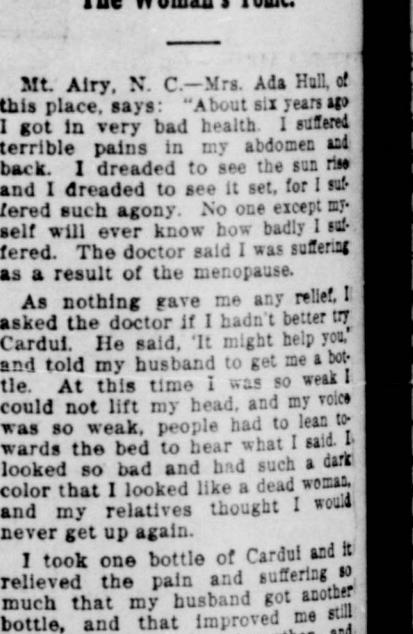 The Woman's Tonic.
Mt. Airy, N. C.—Mrs. Ada Hull, of
this place, says: "About six years ago
I got in very bad health. I suffered
terrible pains in my abdomen and
back. I dreaded to see the sun rise
and I dreaded to see it set, for I suf-
fered such agony. No one except my-
self will ever know how badly I suf-
fered. The doctor said I was suffering
as a result of the menopause.
As nothing gave me any relief, I
asked the doctor if I hadn't better try
Cardui. He said, 'It might help you,'
and told my husband to get me a bot-
tle. At this time I was so weak I
could not lift my head, and my voice
was so weak, people had to lean to-
wards the bed to hear what I said. I
looked so bad and had such a dark
color that I looked like a dead woman,
and my relatives thought I would
never get up again.
I took one bottle of Cardui and it
relieved the pain and suffering so
much that my husband got another
bottle, and that improved me still